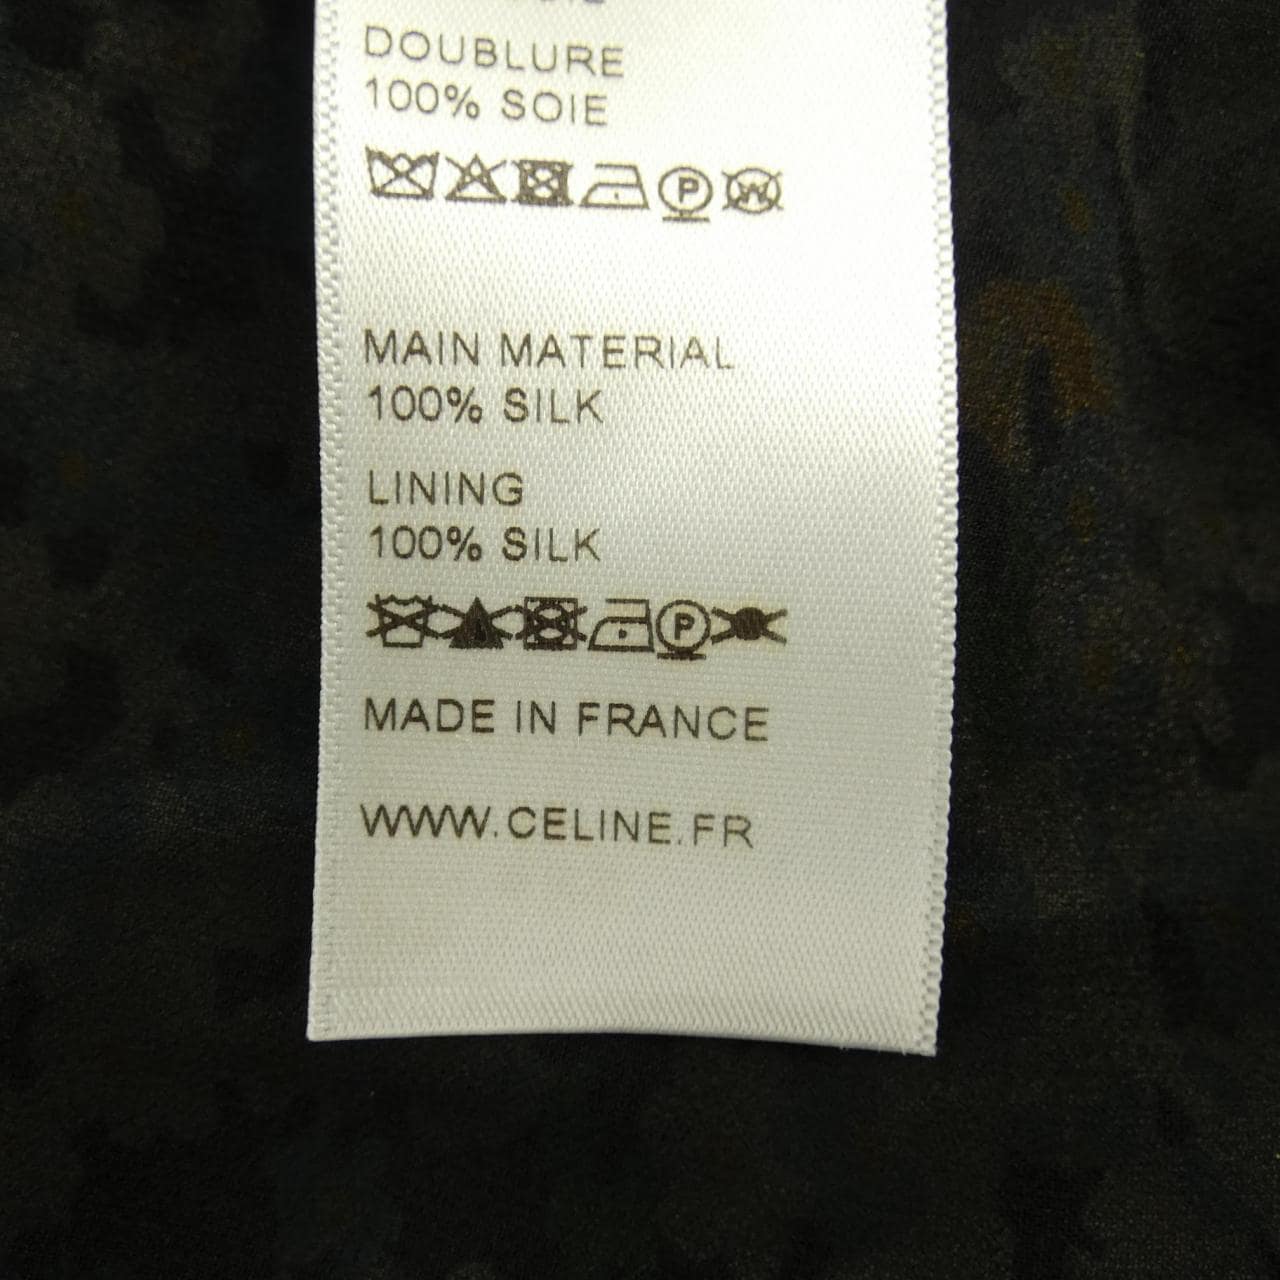 DOUBLURE
100% SOIE
P W
MAIN MATERIAL
100% SILK
LINING
100% SILK
P
MADE IN FRANCE
WWW.CELINE.FR